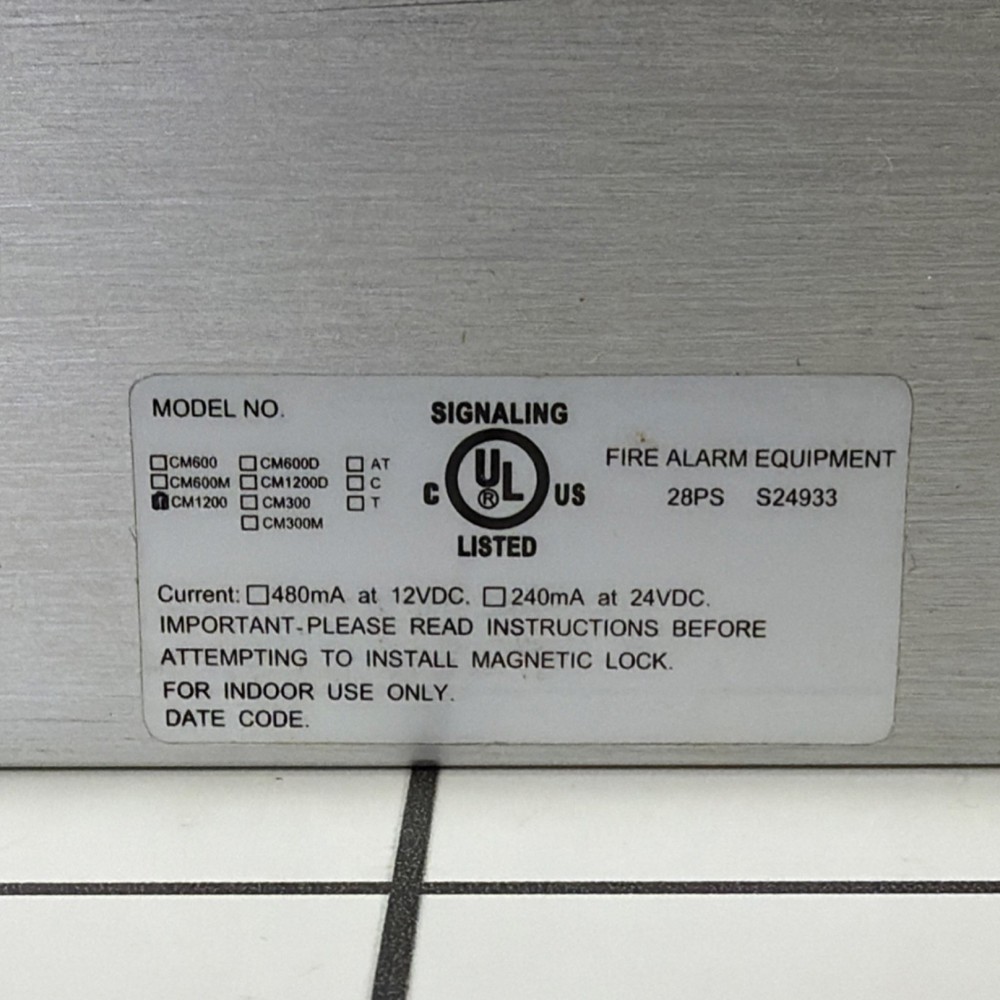 MODEL NO.
☐CM600 ☐CM600D ☐ AT
☐CM600M ☐CM1200D ☐ C
☑CM1200 ☐CM300 ☐ T
☐CM300M
SIGNALING
C UL® US
LISTED
FIRE ALARM EQUIPMENT
28PS S24933
Current: ☐480mA at 12VDC. ☐240mA at 24VDC.
IMPORTANT-PLEASE READ INSTRUCTIONS BEFORE
ATTEMPTING TO INSTALL MAGNETIC LOCK.
FOR INDOOR USE ONLY.
DATE CODE.